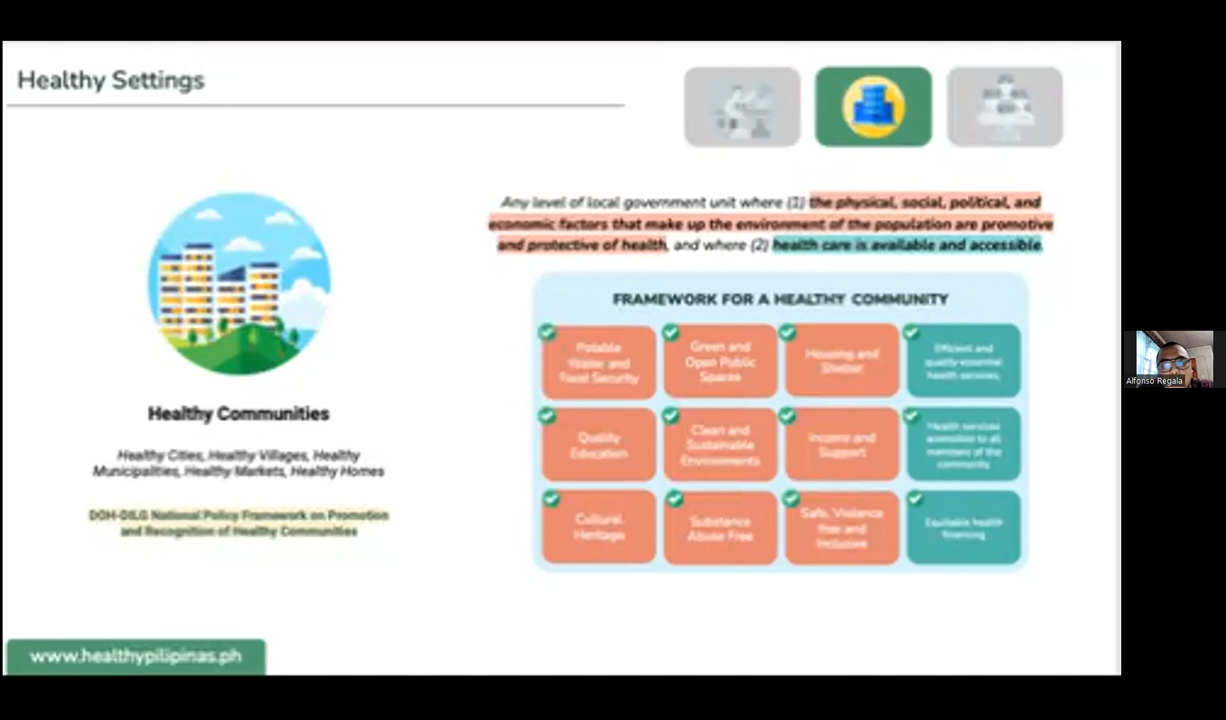 Healthy Settings
Any level of local government unit where (1) the physical, social, political, and
economic factors that make up the environment of the population are promotive
and protective of health, and where (2) health care is available and accessible.
FRAMEWORK FOR A HEALTHY COMMUNITY
Potable
Water and
Food Security
Green and
Open Public
Spaces
Housing and
Shelter
Efficient and
quality essential
health services,
Quality
Education
Clean and
Sustainable
Environments
Income and
Support
Health services
accessible to all
members of the
community
Cultural
Heritage
Substance
Abuse Free
Safe, Violence
free and
Inclusive
Equitable health
financing
Healthy Communities
Healthy Cities, Healthy Villages, Healthy
Municipalities, Healthy Markets, Healthy Homes
DOH-DILG National Policy Framework on Promotion
and Recognition of Healthy Communities
www.healthypilipinas.ph
Alfonso Regala